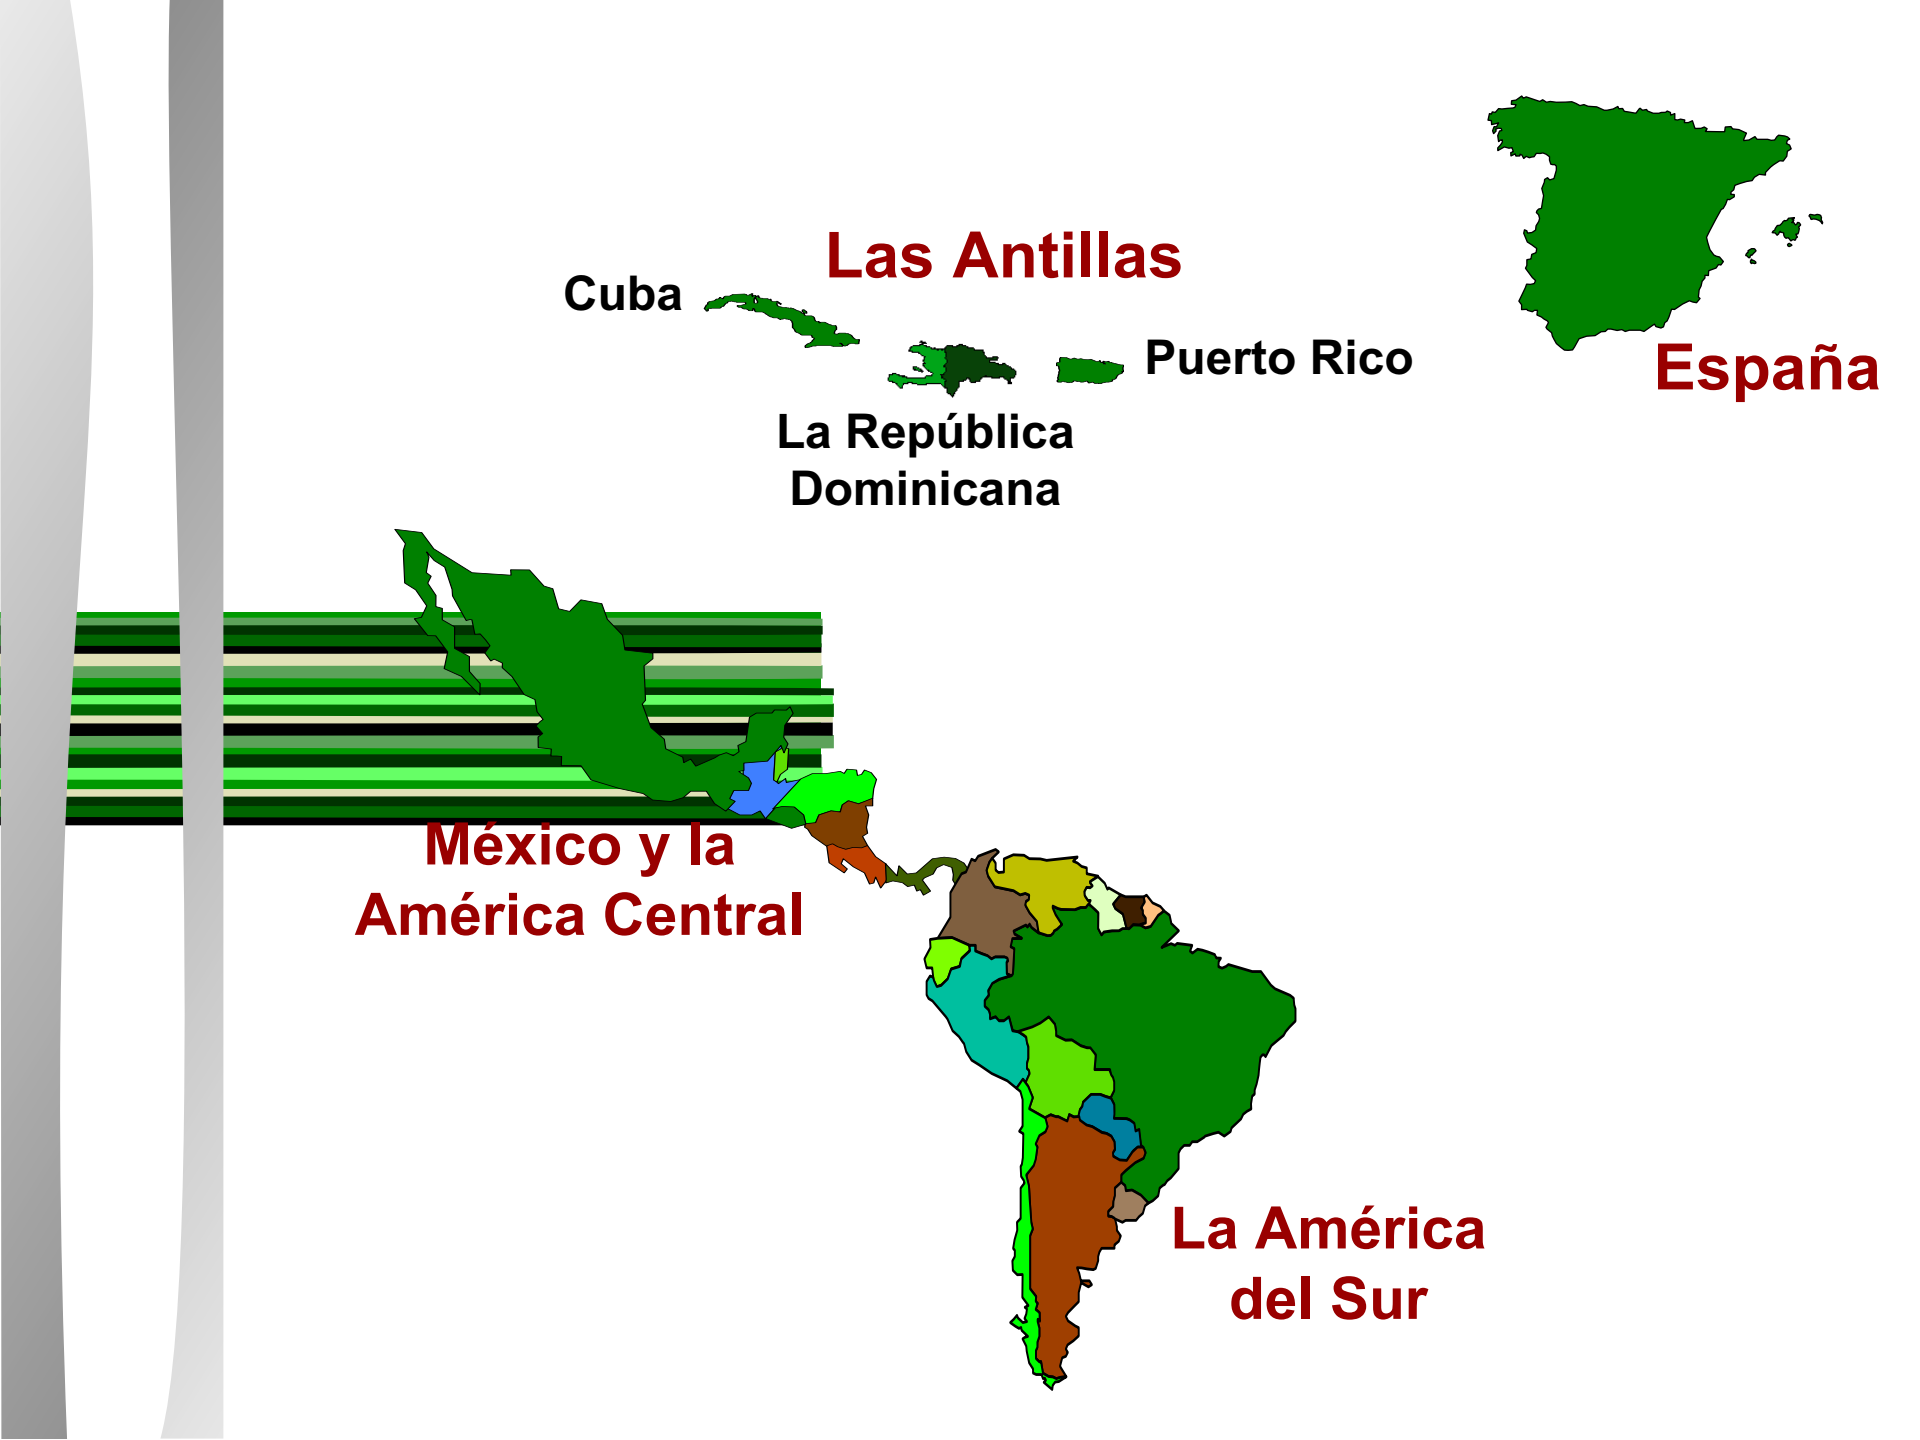 Las Antillas
Cuba
Puerto Rico
España
La República
Dominicana
México y la
América Central
La América
del Sur